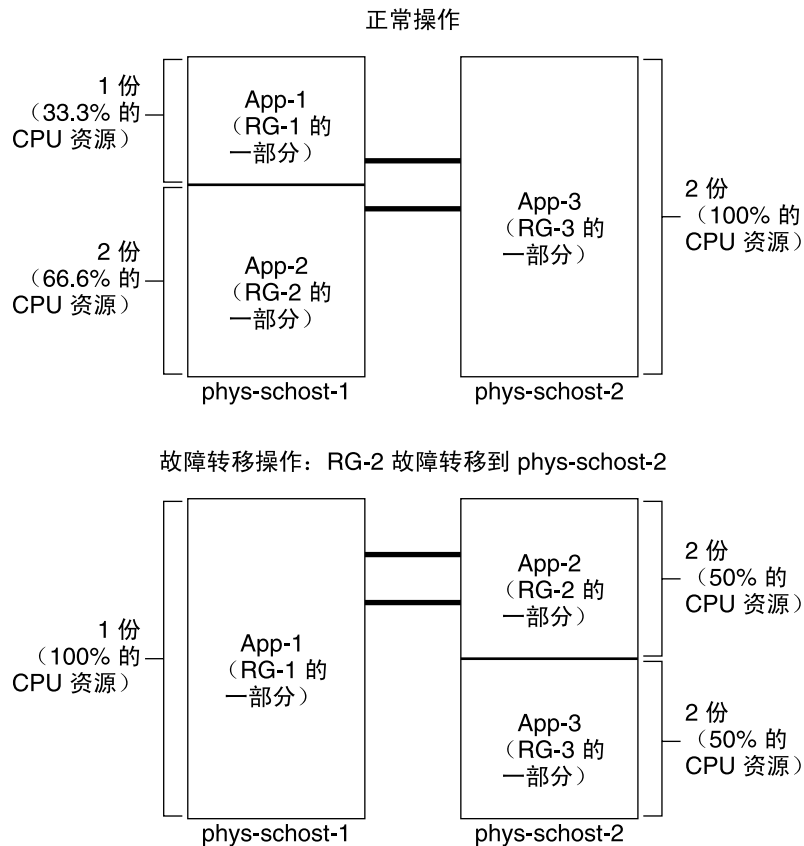 正常操作
1 份
（33.3% 的
CPU 资源）
App-1
（RG-1 的
一部分）
2 份
（66.6% 的
CPU 资源）
App-2
（RG-2 的
一部分）
App-3
（RG-3 的
一部分）
2 份
（100% 的
CPU 资源）
phys-schost-1
phys-schost-2
故障转移操作：RG-2 故障转移到 phys-schost-2
1 份
（100% 的
CPU 资源）
App-1
（RG-1 的
一部分）
App-2
（RG-2 的
一部分）
2 份
（50% 的
CPU 资源）
App-3
（RG-3 的
一部分）
2 份
（50% 的
CPU 资源）
phys-schost-1
phys-schost-2